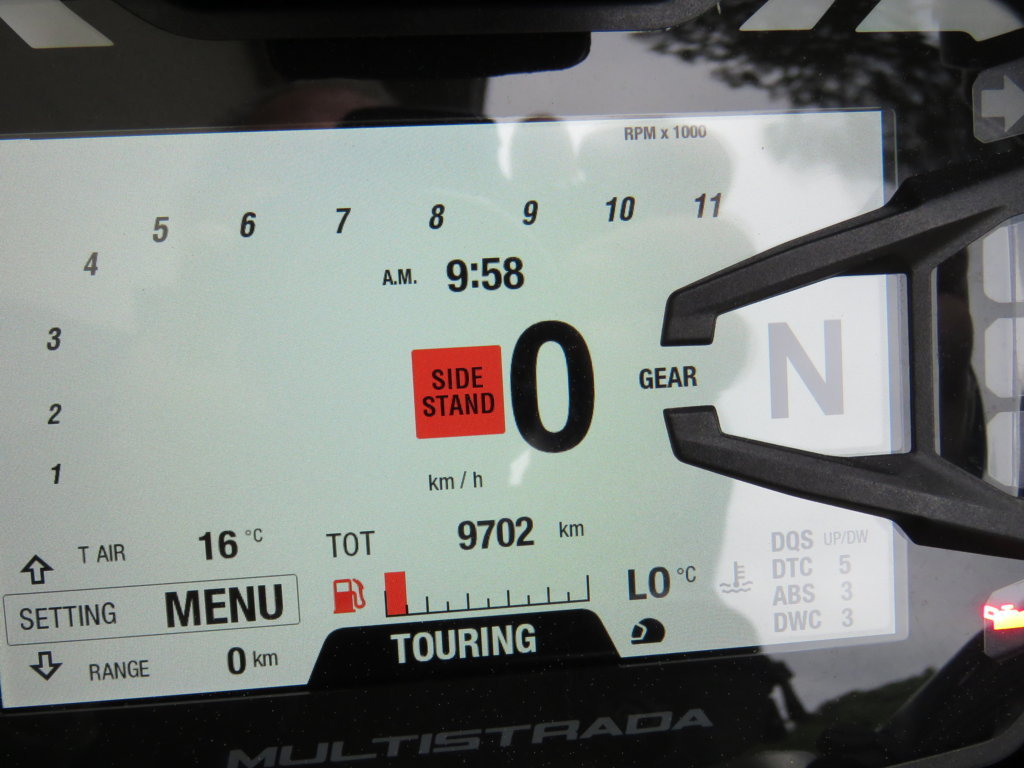 RPM x 1000
1 2 3 4 5 6 7 8 9 10 11
A.M. 9:58
SIDE
STAND
0
GEAR
N
km / h
T AIR 16 °C
TOT 9702 km
SETTING MENU
LO °C
RANGE 0 km
TOURING
DQS UP/DW
DTC 5
ABS 3
DWC 3
MULTISTRADA